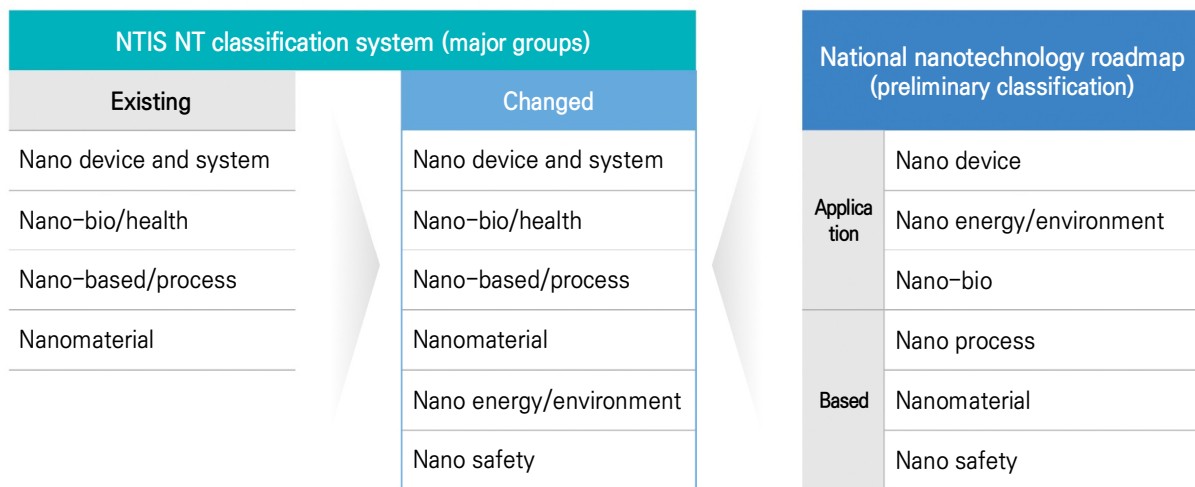 NTIS NT classification system (major groups)
Existing
Nano device and system
Nano-bio/health
Nano-based/process
Nanomaterial
Changed
Nano device and system
Nano-bio/health
Nano-based/process
Nanomaterial
Nano energy/environment
Nano safety
National nanotechnology roadmap
(preliminary classification)
Applica
tion
Nano device
Nano energy/environment
Nano-bio
Based
Nano process
Nanomaterial
Nano safety